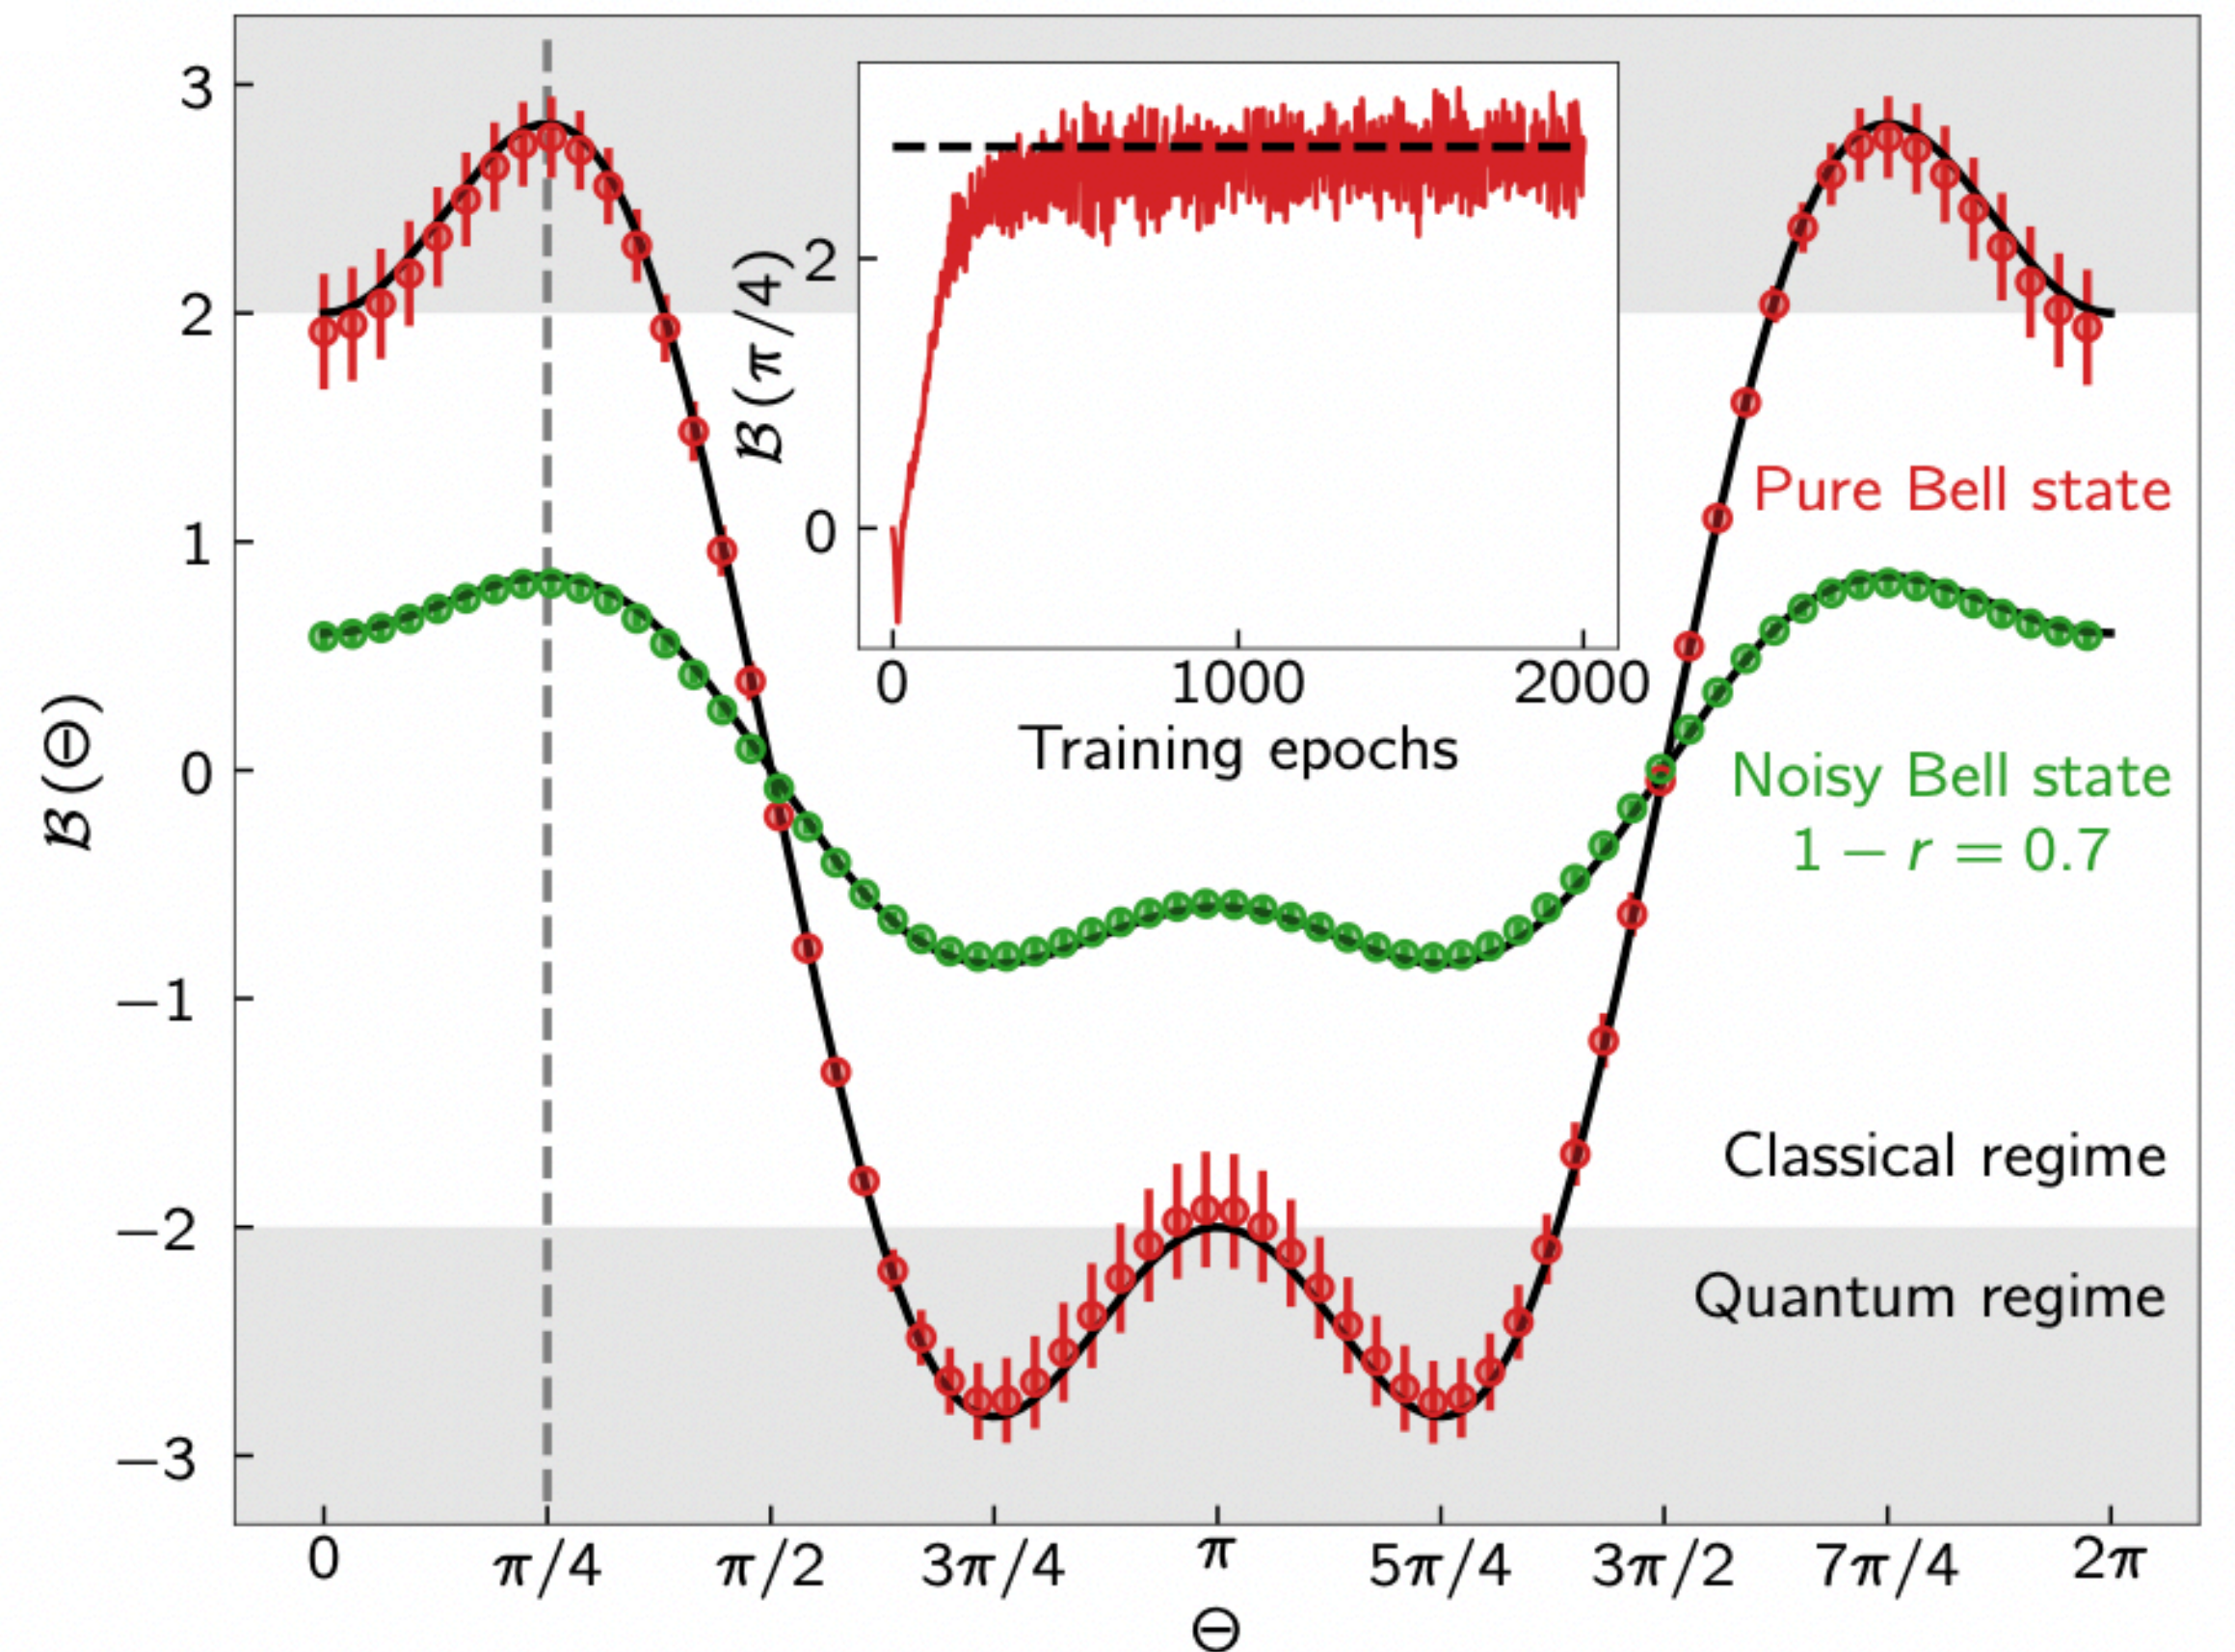 3
2
1
0
−1
−2
−3
ℬ(Θ)
ℬ(π/4)
2
0
0 1000 2000
Training epochs
Pure Bell state
Noisy Bell state
1 − r = 0.7
Classical regime
Quantum regime
0 π/4 π/2 3π/4 π 5π/4 3π/2 7π/4 2π
Θ